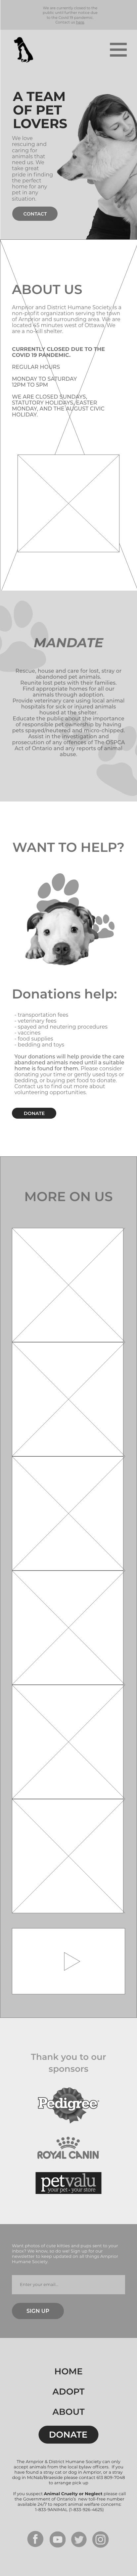 We are currently closed to the
public until further notice due
to the Covid-19 pandemic.
Contact us here
A TEAM
OF PET
LOVERS
We love
rescuing and
caring for
animals that
need us. We
take great
pride in finding
the perfect
home for any
pet in any
situation.
CONTACT
ABOUT US
Arnprior and District Humane Society is a
non-profit organization serving the town
of Arnprior and surrounding area. We are
located 45 minutes west of Ottawa. We
are a no-kill shelter.
CURRENTLY CLOSED DUE TO THE
COVID 19 PANDEMIC.
REGULAR HOURS
MONDAY TO SATURDAY
12PM TO 5PM
WE ARE CLOSED SUNDAYS,
STATUTORY HOLIDAYS, EASTER
MONDAY, AND THE AUGUST CIVIC
HOLIDAY.
MANDATE
Rescue, house and care for lost, stray or
abandoned pet animals.
Reunite lost pets with their families.
Find appropriate homes for all our
animals through adoption.
Provide veterinary care using local animal
hospitals for sick or injured animals
housed at the shelter.
Educate the public about the importance
of responsible pet ownership by having
pets spayed/neutered and micro-chipped.
Assist in the investigation and
prosecution of any offences of The OSPCA
Act of Ontario and any reports of animal
abuse.
WANT TO HELP?
Donations help:
- transportation fees
- veterinary fees
- spayed and neutering procedures
- vaccines
- food supplies
- bedding and toys
Your donations will help provide the care
abandoned animals need until a suitable
home is found for them. Please consider
donating your time or gently used toys or
bedding, or buying pet food to donate.
Contact us to find out more about
volunteering opportunities.
DONATE
MORE ON US
Thank you to our
sponsors
Pedigree
ROYAL CANIN
petvalu
your pet - your store
Want photos of cute kitties and pups sent to your
inbox? We know, so do we! Sign up for our
newsletter to keep updated on all things Arnprior
Humane Society.
Enter your email...
SIGN UP
HOME
ADOPT
ABOUT
DONATE
The Arnprior & District Humane Society can only
accept animals from the local bylaw officers. If you
have found a stray cat or dog in Arnprior, or a stray
dog in McNab/Braeside please contact 613 809-7048
to arrange pick up.
If you suspect Animal Cruelty or Neglect please call
the Government of Ontario's new toll-free number
available 24/7 to report animal welfare concerns:
1-833-9ANIMAL (1-833-926-4625)